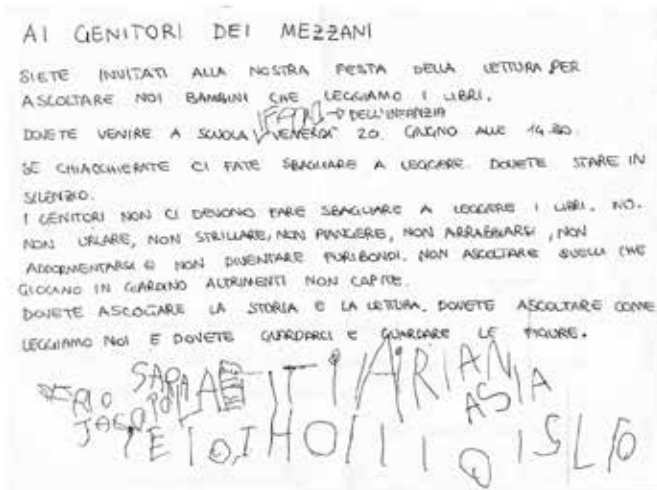 AI GENITORI DEI MEZZANI
SIETE INVITATI ALLA NOSTRA FESTA DELLA LETTURA PER
ASCOLTARE NOI BAMBINI CHE LEGGIAMO I LIBRI.
DELL'INFANZIA
DOVETE VENIRE A SCUOLA VENERDI' 20 GIUGNO ALLE 14.30
SE CHIACCHIERATE CI FATE SBAGLIARE A LEGGERE. DOVETE STARE IN
SILENZIO.
I GENITORI NON CI DEVONO FARE SBAGLIARE A LEGGERE I LIBRI. NO.
NON URLARE, NON STRILLARE, NON PIANGERE, NON ARRABBIARSI, NON
ADDORMENTARSI E NON DIVENTARE FURIBONDI. NON ASCOLTARE QUELLI CHE
GIOCANO IN GIARDINO ALTRIMENTI NON CAPITE.
DOVETE ASCOLTARE LA STORIA E LA LETTURA. DOVETE ASCOLTARE COME
LEGGIAMO NOI E DOVETE GUARDARCI E GUARDARE LE FIGURE.
SARA
ARIAN
ASIA